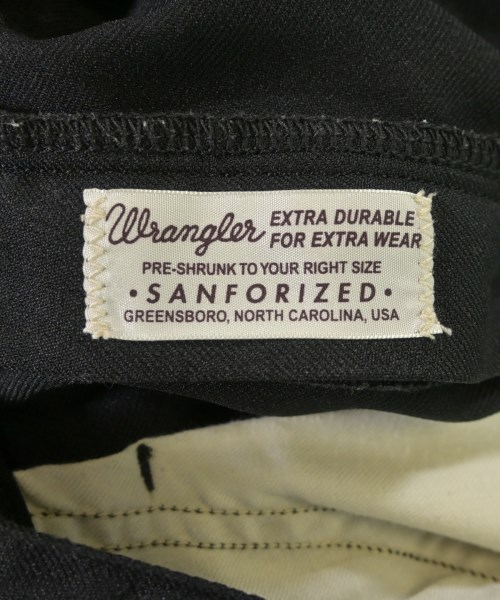 Wrangler EXTRA DURABLE
FOR EXTRA WEAR
PRE-SHRUNK TO YOUR RIGHT SIZE
• SANFORIZED •
GREENSBORO, NORTH CAROLINA, USA